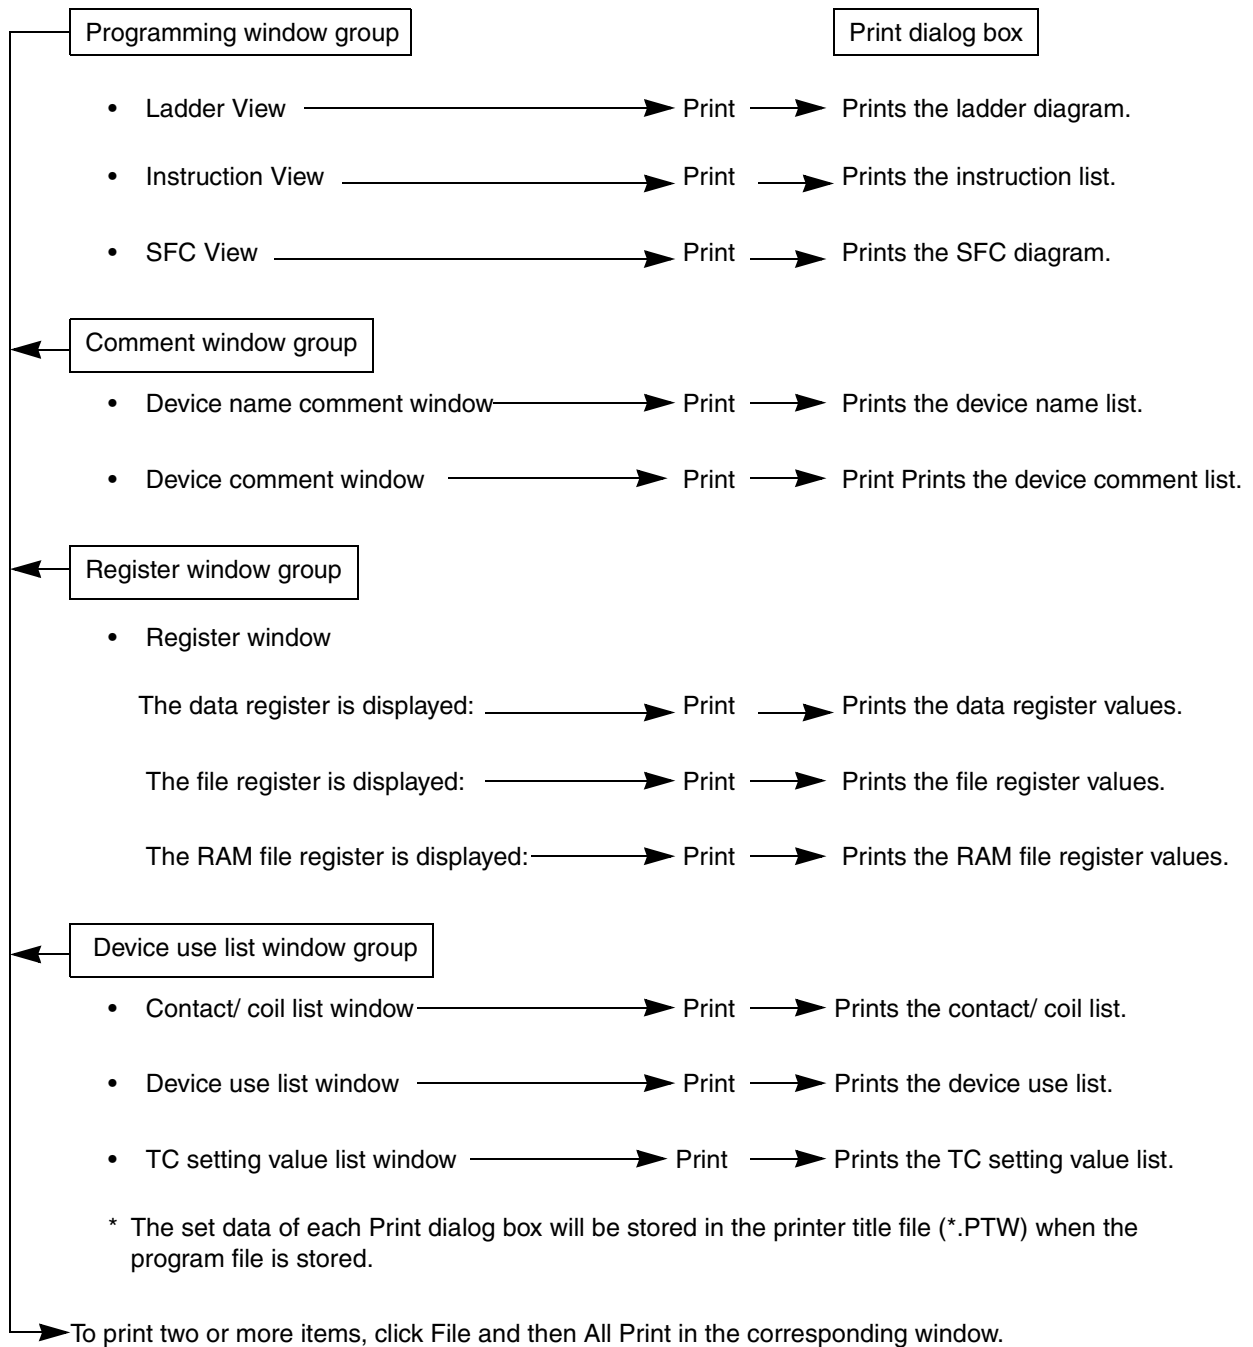 Programming window group Print dialog box
• Ladder View Print Prints the ladder diagram.
• Instruction View Print Prints the instruction list.
• SFC View Print Prints the SFC diagram.
Comment window group
• Device name comment window Print Prints the device name list.
• Device comment window Print Print Prints the device comment list.
Register window group
• Register window
The data register is displayed: Print Prints the data register values.
The file register is displayed: Print Prints the file register values.
The RAM file register is displayed: Print Prints the RAM file register values.
Device use list window group
• Contact/ coil list window Print Prints the contact/ coil list.
• Device use list window Print Prints the device use list.
• TC setting value list window Print Prints the TC setting value list.
* The set data of each Print dialog box will be stored in the printer title file (*.PTW) when the
program file is stored.
To print two or more items, click File and then All Print in the corresponding window.